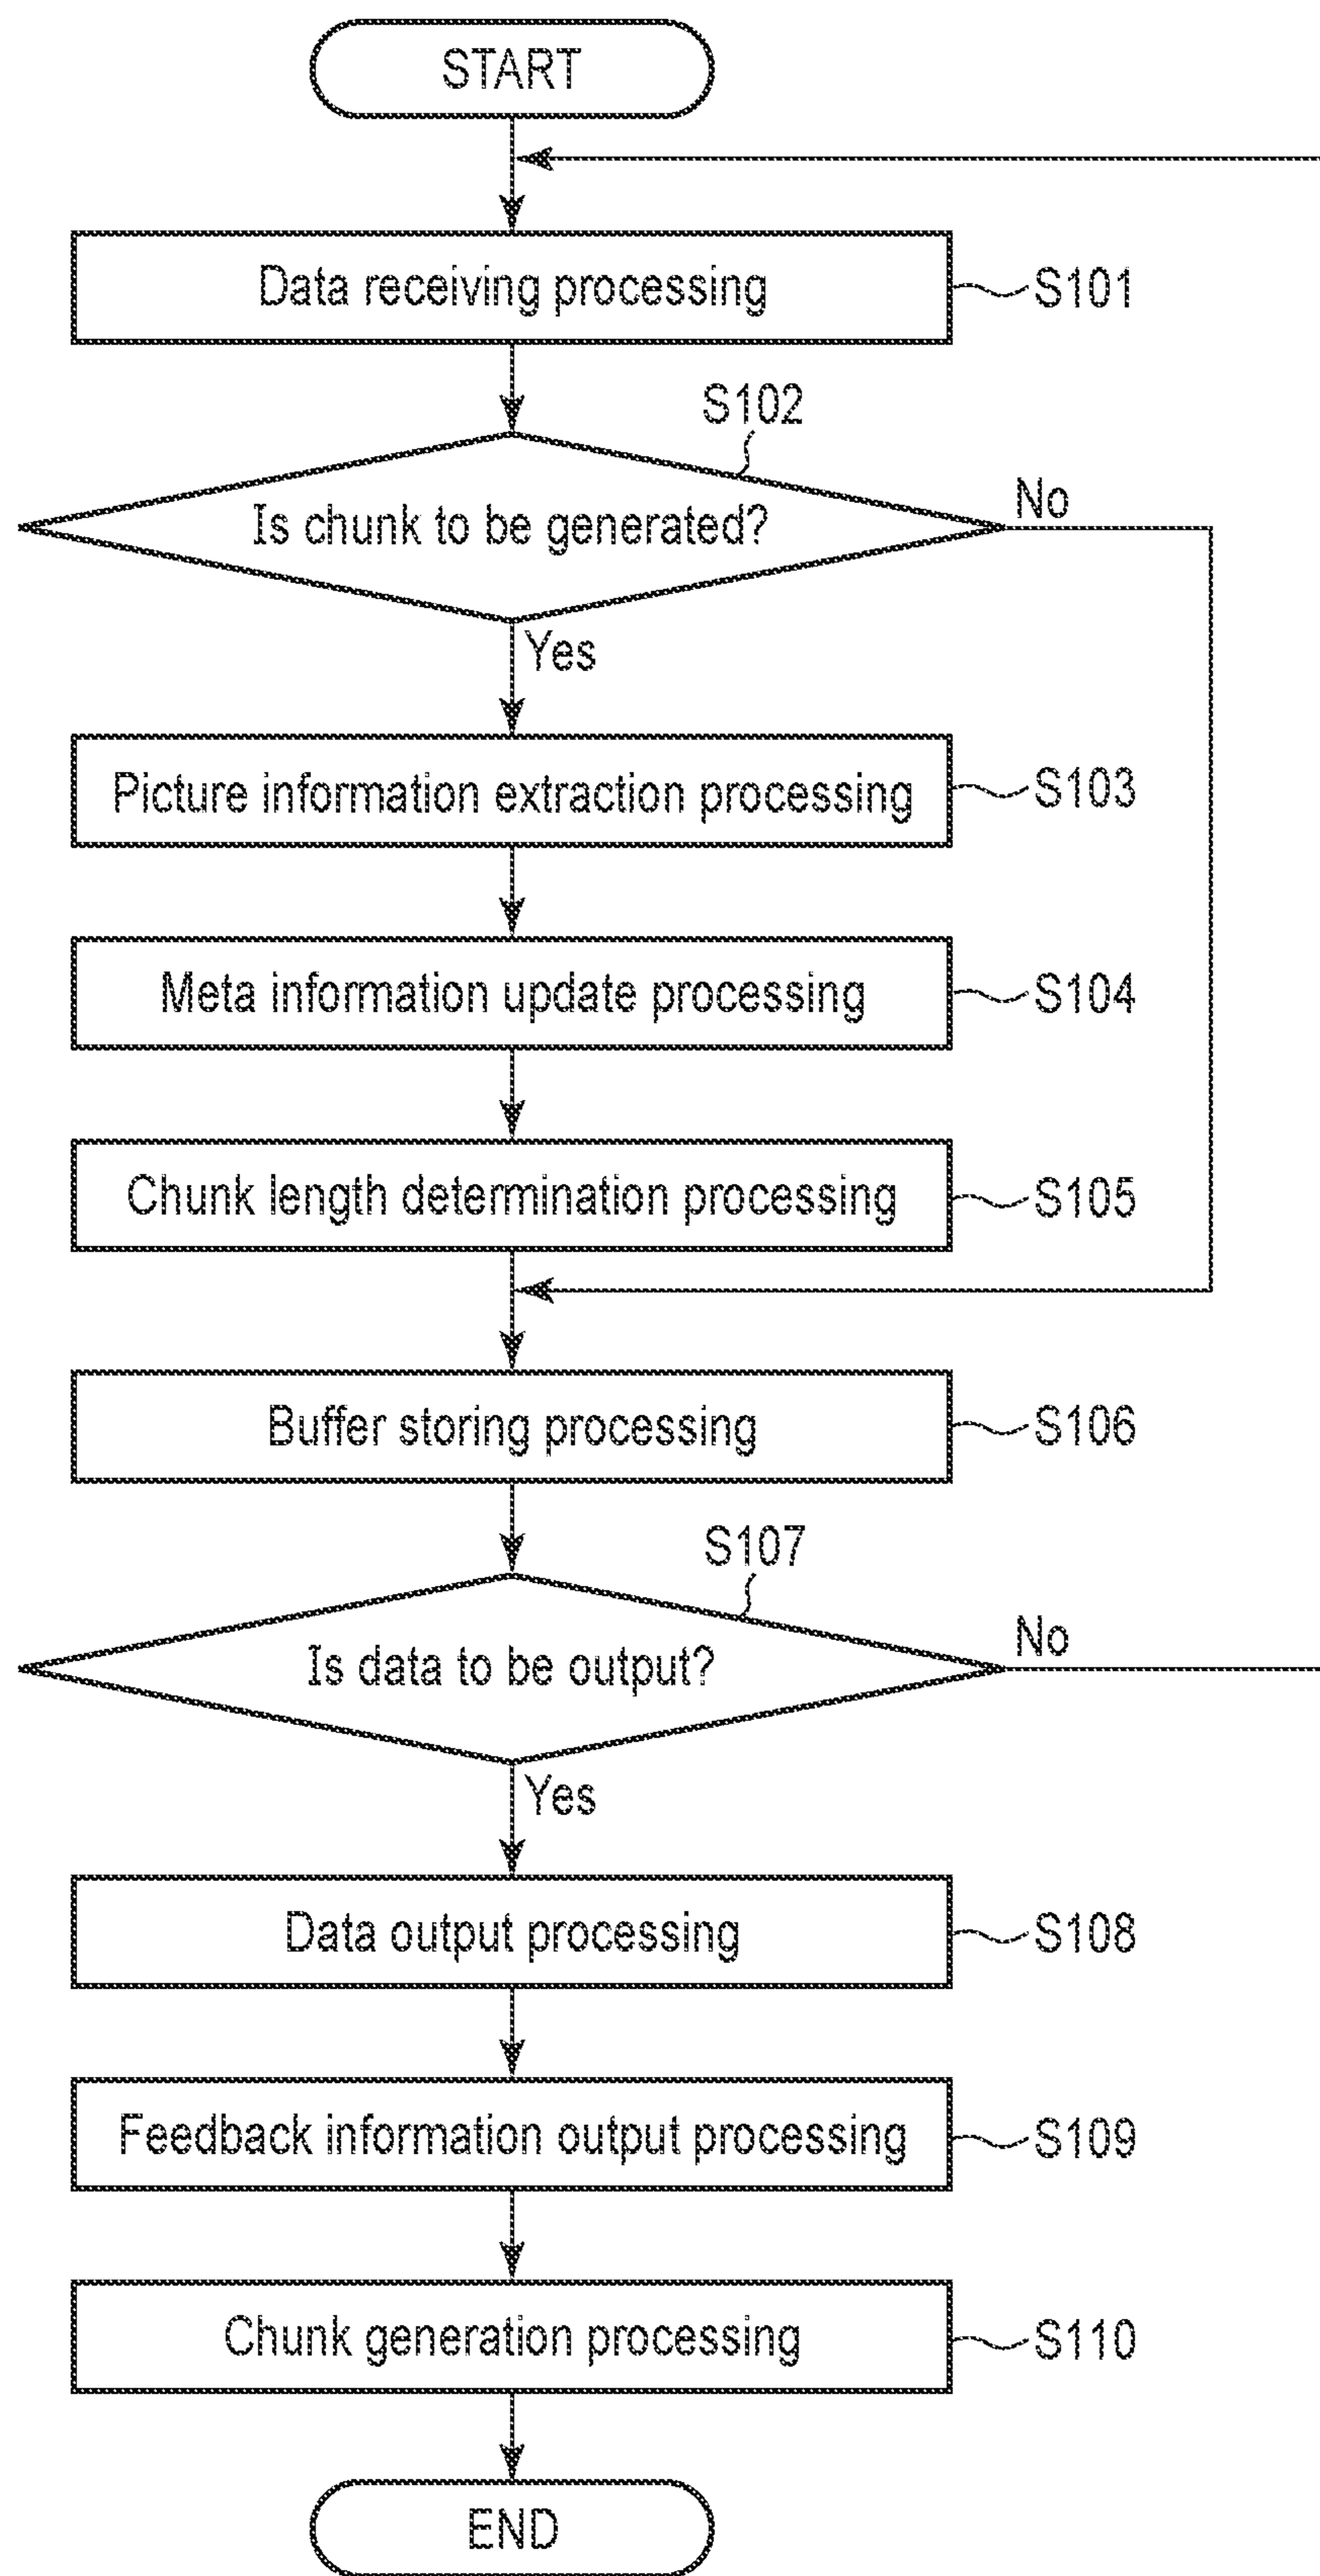 START
Data receiving processing
S101
S102
Is chunk to be generated?
No
Yes
Picture information extraction processing
S103
Meta information update processing
S104
Chunk length determination processing
S105
Buffer storing processing
S106
S107
Is data to be output?
No
Yes
Data output processing
S108
Feedback information output processing
S109
Chunk generation processing
S110
END